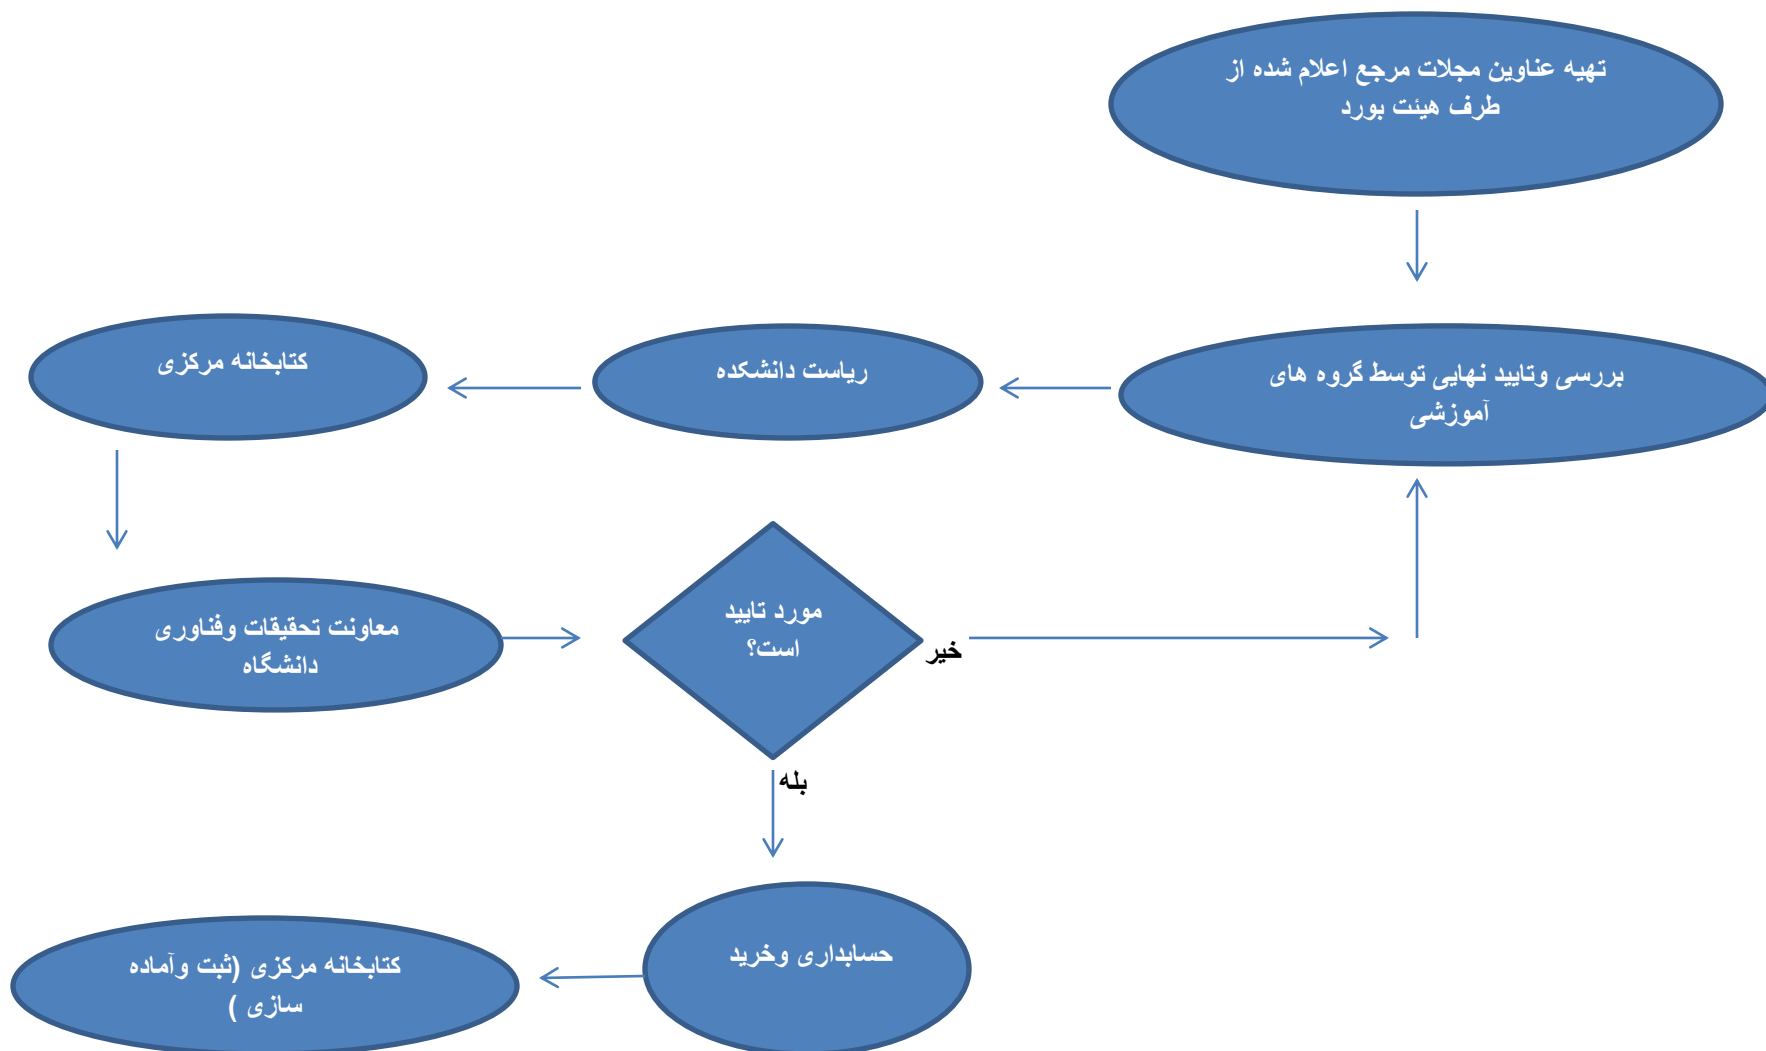 تهیه عناوین مجلات مرجع اعلام شده از
طرف هیئت بورد
بررسی وتایید نهایی توسط گروه های
آموزشی
ریاست دانشکده
کتابخانه مرکزی
معاونت تحقیقات وفناوری
دانشگاه
مورد تایید
است؟
خیر
بله
حسابداری وخرید
کتابخانه مرکزی (ثبت وآماده
سازی )